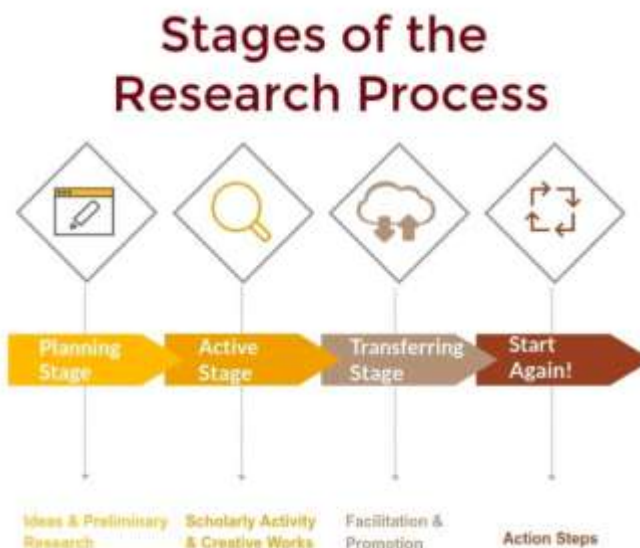 Stages of the
Research Process
Planning
Stage
Active
Stage
Transferring
Stage
Start
Again!
Ideas & Preliminary
Research
Scholarly Activity
& Creative Works
Facilitation &
Promotion
Action Steps